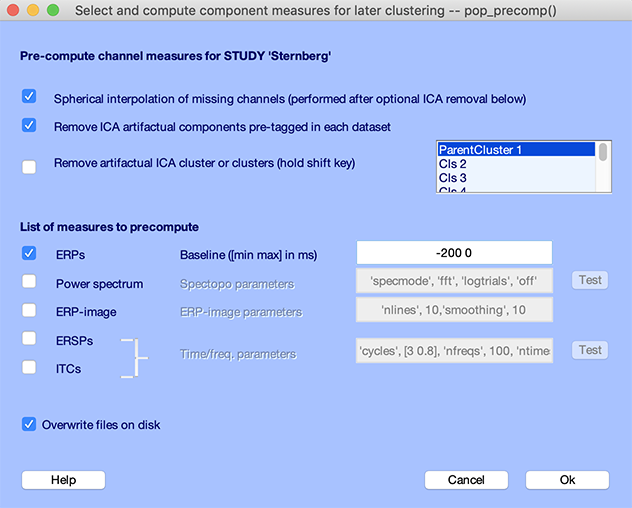 Select and compute component measures for later clustering -- pop_precomp()
Pre-compute channel measures for STUDY 'Sternberg'
Spherical interpolation of missing channels (performed after optional ICA removal below)
Remove ICA artifactual components pre-tagged in each dataset
Remove artifactual ICA cluster or clusters (hold shift key)
ParentCluster 1
Cls 2
Cls 3
Cls 4
List of measures to precompute
ERPs Baseline ([min max] in ms) -200 0
Power spectrum Spectopo parameters 'specmode', 'fft', 'logtrials', 'off' Test
ERP-image ERP-image parameters 'nlines', 10,'smoothing', 10
ERSPs
Time/freq. parameters 'cycles', [3 0.8], 'nfreqs', 100, 'ntime Test
ITCs
Overwrite files on disk
Help Cancel Ok